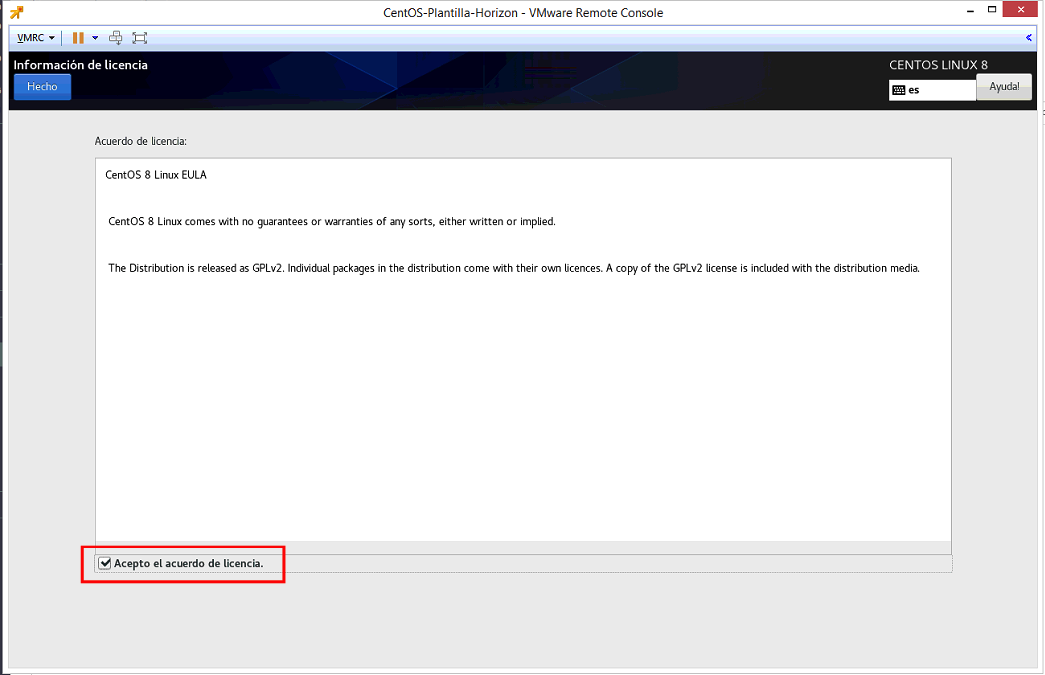 CentOS-Plantilla-Horizon - VMware Remote Console
VMRC
Información de licencia
CENTOS LINUX 8
Hecho
es
Ayuda!
Acuerdo de licencia:
CentOS 8 Linux EULA
CentOS 8 Linux comes with no guarantees or warranties of any sorts, either written or implied.
The Distribution is released as GPLv2. Individual packages in the distribution come with their own licences. A copy of the GPLv2 license is included with the distribution media.
Acepto el acuerdo de licencia.